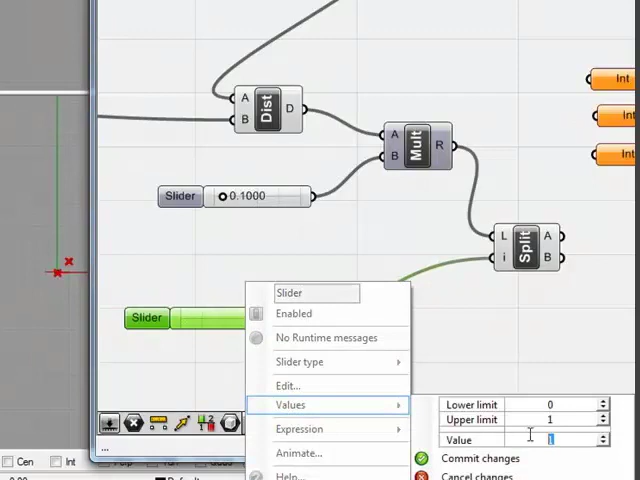 A
B
Dist
D
A
B
Mult
R
Int
Int
Int
Slider
0.1000
L
i
Split
A
B
Slider
Slider
Enabled
No Runtime messages
Slider type
Edit...
Values
Expression
Animate...
Help...
Lower limit 0
Upper limit 1
Value 1
Commit changes
Cancel changes
...
Cen
Int